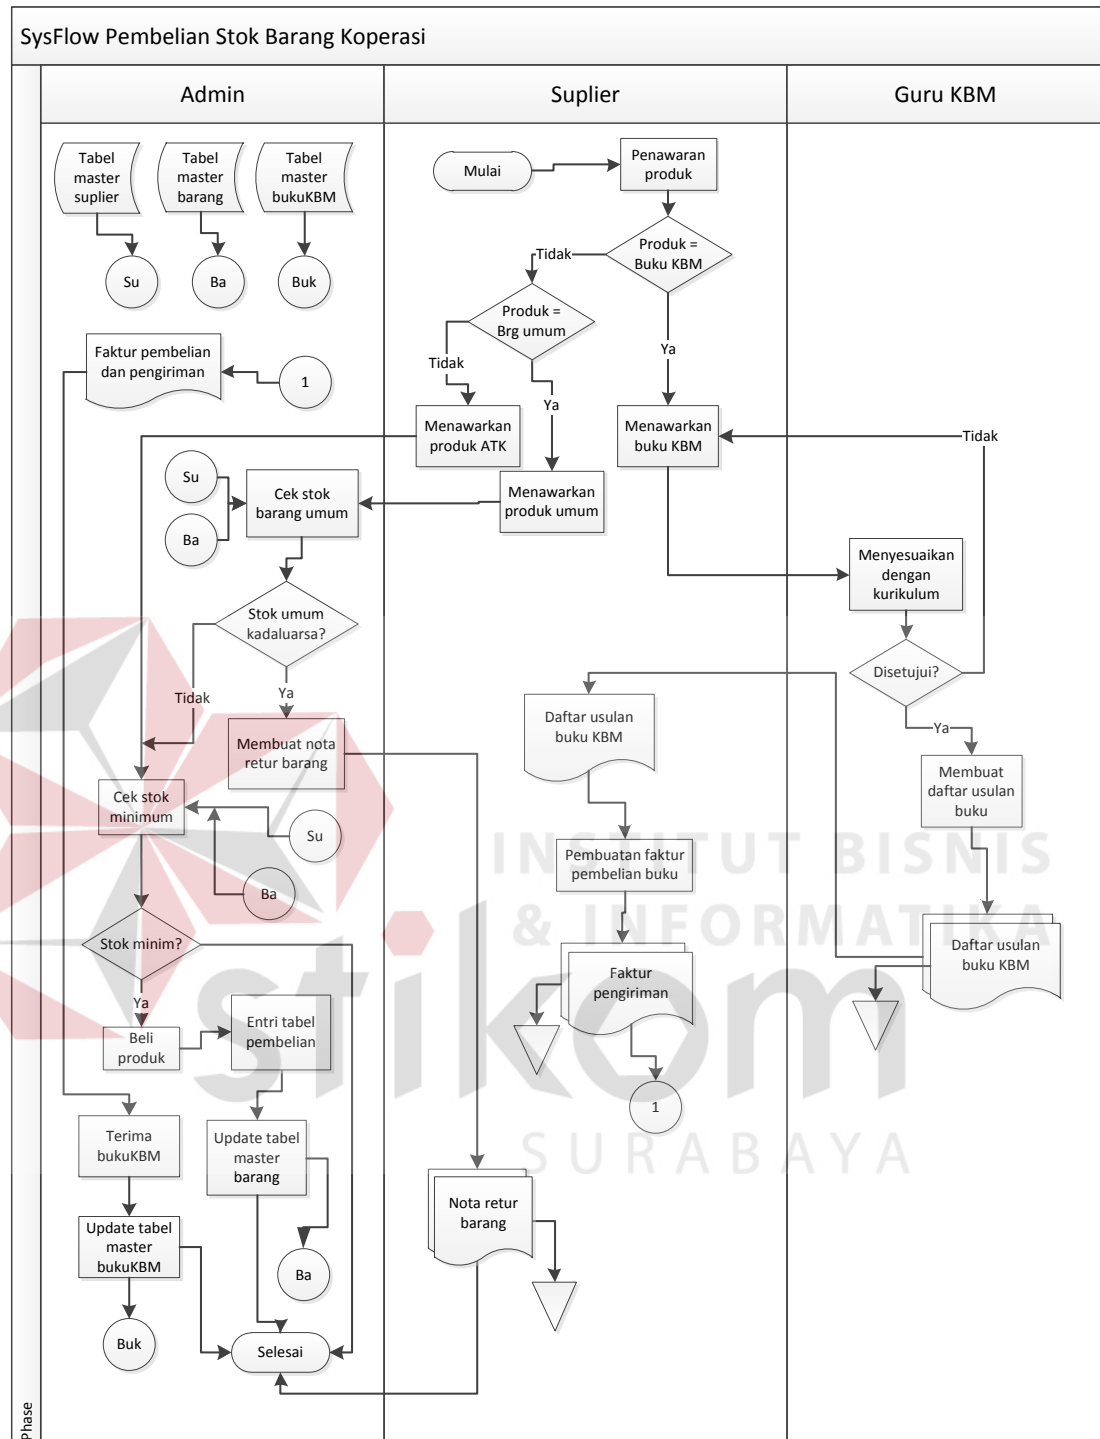 SysFlow Pembelian Stok Barang Koperasi
Admin
Suplier
Guru KBM
Tabel
master
suplier
Tabel
master
barang
Tabel
master
bukuKBM
Su
Ba
Buk
Mulai
Penawaran
produk
Produk =
Buku KBM
Tidak
Produk =
Brg umum
Ya
Tidak
Ya
Faktur pembelian
dan pengiriman
1
Menawarkan
produk ATK
Menawarkan
buku KBM
Tidak
Menawarkan
produk umum
Su
Ba
Cek stok
barang umum
Menyesuaikan
dengan
kurikulum
Stok umum
kadaluarsa?
Disetujui?
Tidak
Ya
Ya
Daftar usulan
buku KBM
Membuat nota
retur barang
Membuat
daftar usulan
buku
Cek stok
minimum
Su
Ba
Pembuatan faktur
pembelian buku
Stok minim?
Daftar usulan
buku KBM
Faktur
pengiriman
Ya
Beli
produk
Entri tabel
pembelian
1
Terima
bukuKBM
Update tabel
master
barang
Nota retur
barang
Update tabel
master
bukuKBM
Ba
Buk
Selesai
Phase
INSTITUT BISNIS
& INFORMATIKA
stikom
SURABAYA